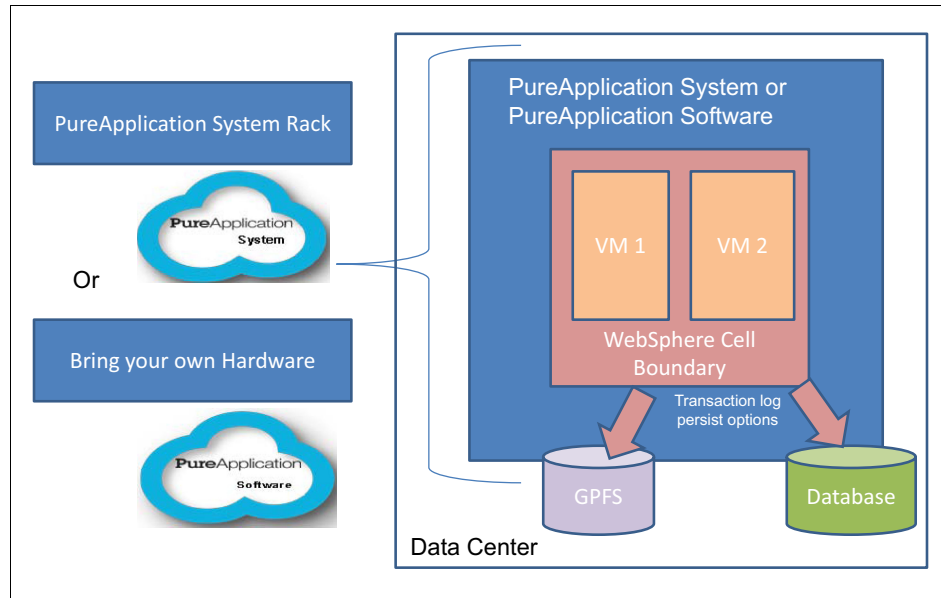 PureApplication System Rack
PureApplication
System
Or
Bring your own Hardware
PureApplication
Software
PureApplication System or
PureApplication Software
VM 1
VM 2
WebSphere Cell
Boundary
Transaction log
persist options
GPFS
Database
Data Center